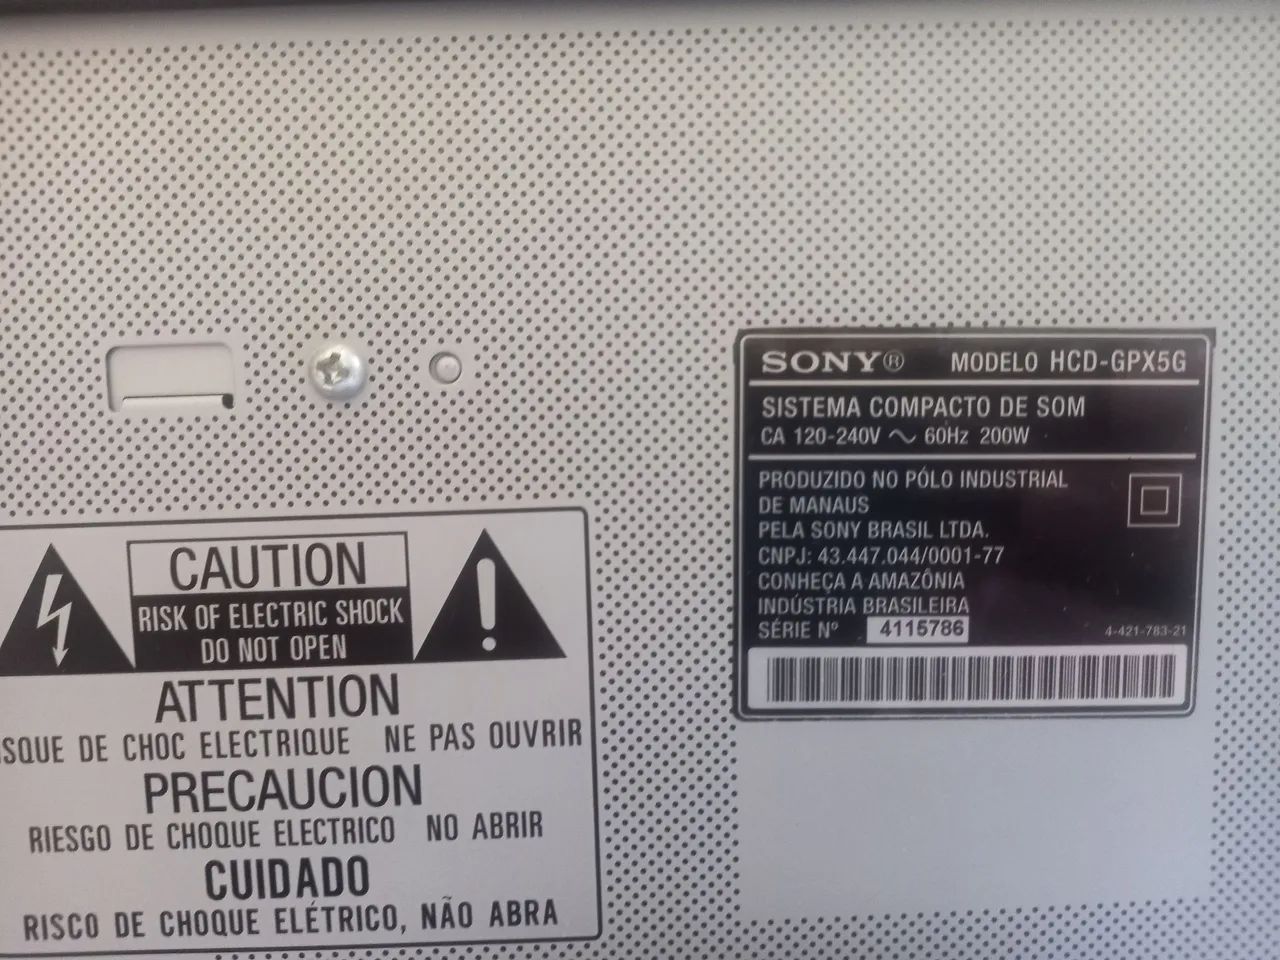 SONY® MODELO HCD-GPX5G
SISTEMA COMPACTO DE SOM
CA 120-240V ~ 60Hz 200W
PRODUZIDO NO PÓLO INDUSTRIAL
DE MANAUS
PELA SONY BRASIL LTDA.
CNPJ: 43.447.044/0001-77
CONHEÇA A AMAZÔNIA
INDÚSTRIA BRASILEIRA
SÉRIE Nº 4115786 4-421-783-21
CAUTION
RISK OF ELECTRIC SHOCK
DO NOT OPEN
ATTENTION
ISQUE DE CHOC ELECTRIQUE NE PAS OUVRIR
PRECAUCION
RIESGO DE CHOQUE ELECTRICO NO ABRIR
CUIDADO
RISCO DE CHOQUE ELÉTRICO, NÃO ABRA